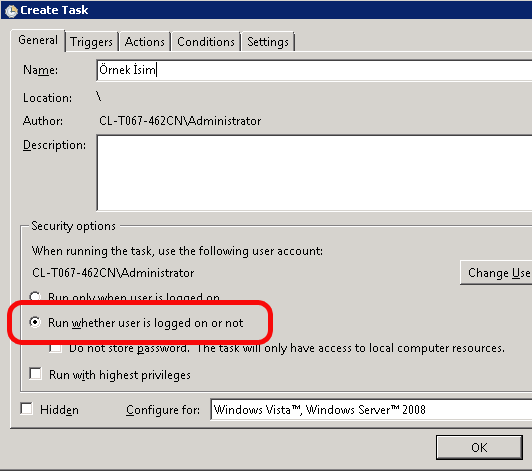 Create Task
General Triggers Actions Conditions Settings
Name: Örnek İsim
Location: \
Author: CL-T067-462CN\Administrator
Description:
Security options
When running the task, use the following user account:
CL-T067-462CN\Administrator Change Use
Run only when user is logged on
Run whether user is logged on or not
Do not store password. The task will only have access to local computer resources.
Run with highest privileges
Hidden Configure for: Windows Vista™, Windows Server™ 2008
OK